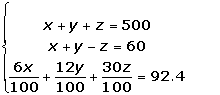 x + y + z = 500
x + y − z = 60
6x/100 + 12y/100 + 30z/100 = 92.4